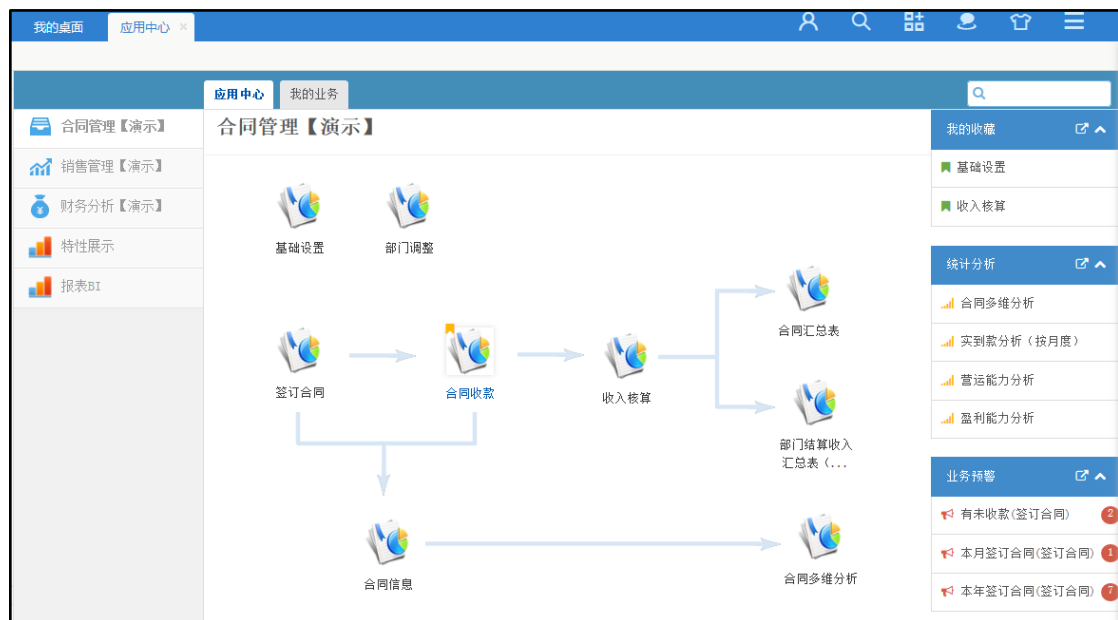 我的桌面
应用中心 ×
应用中心
我的业务
合同管理【演示】
销售管理【演示】
财务分析【演示】
特性展示
报表BI
合同管理【演示】
基础设置
部门调整
签订合同
合同收款
收入核算
合同汇总表
部门结算收入
汇总表（...
合同信息
合同多维分析
我的收藏
基础设置
收入核算
统计分析
合同多维分析
实到款分析（按月度）
营运能力分析
盈利能力分析
业务预警
有未收款(签订合同) 2
本月签订合同(签订合同) 1
本年签订合同(签订合同) 7